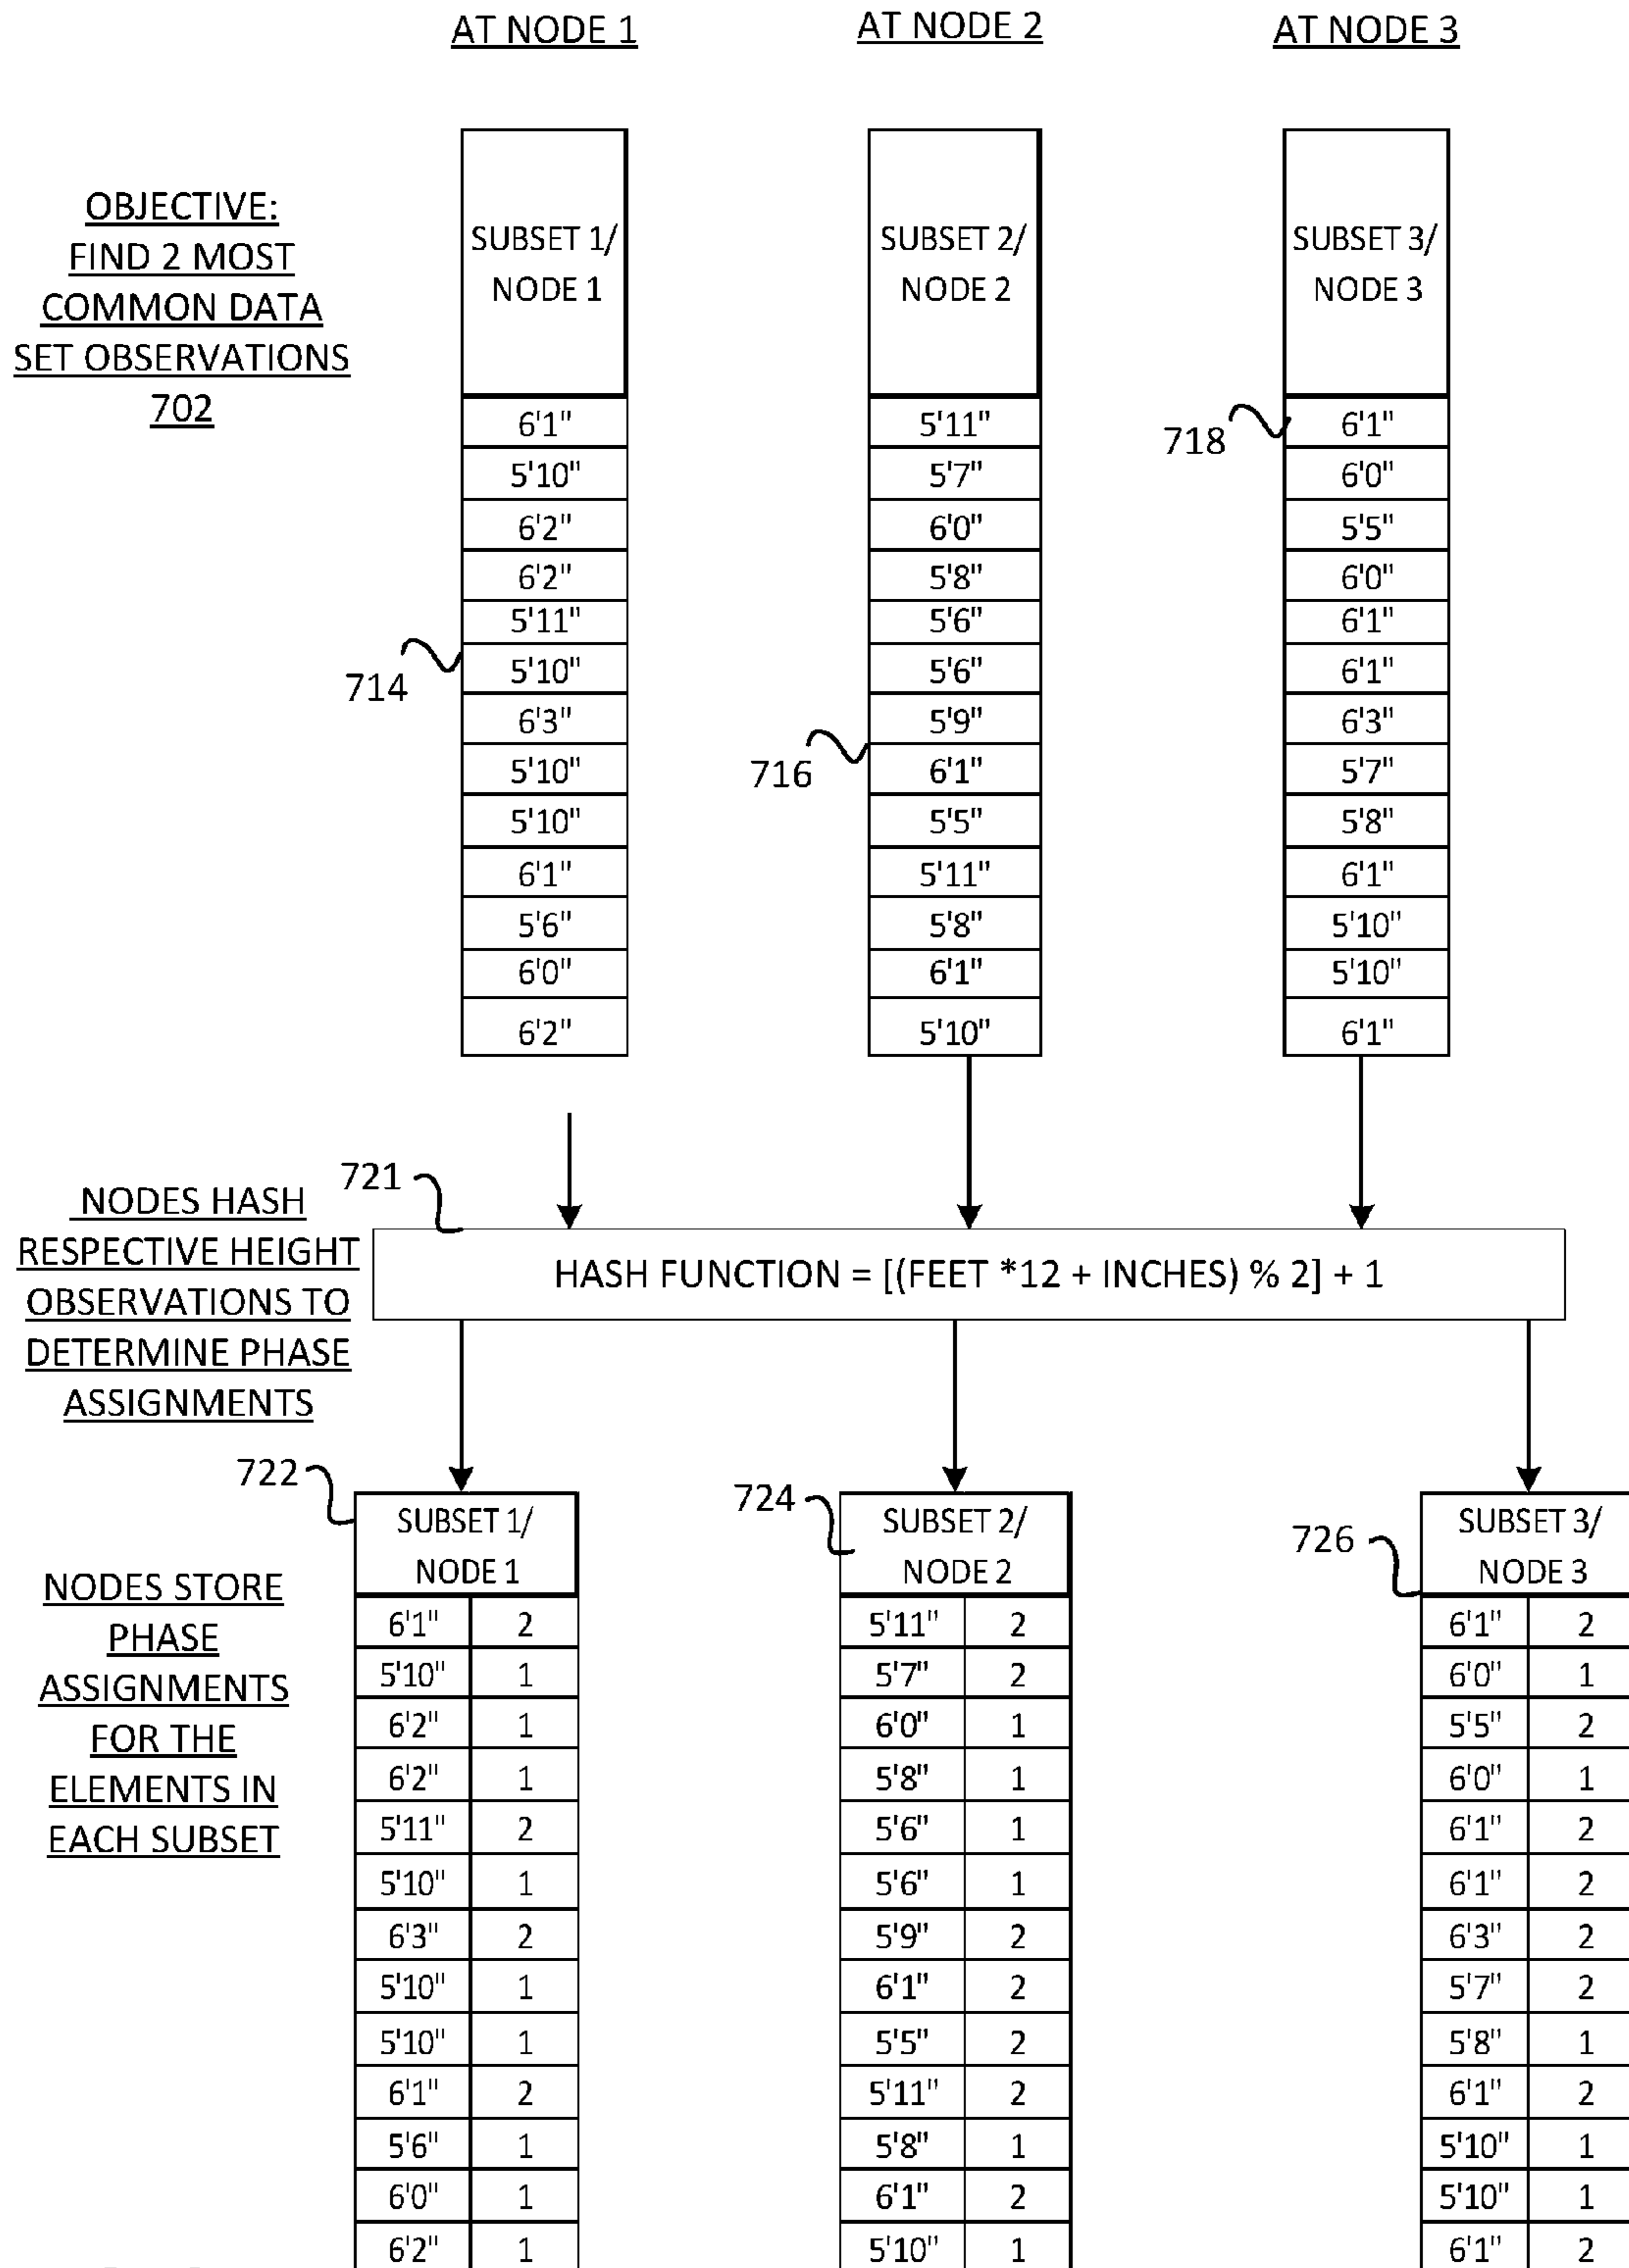 AT NODE 1 AT NODE 2 AT NODE 3
OBJECTIVE:
FIND 2 MOST
COMMON DATA
SET OBSERVATIONS
702
SUBSET 1/ SUBSET 2/ SUBSET 3/
NODE 1 NODE 2 NODE 3
6'1" 5'11" 6'1"
718
5'10" 5'7" 6'0"
6'2" 6'0" 5'5"
6'2" 5'8" 6'0"
5'11" 5'6" 6'1"
5'10" 5'6" 6'1"
714
6'3" 5'9" 6'3"
5'10" 6'1" 5'7"
716
5'10" 5'5" 5'8"
6'1" 5'11" 6'1"
5'6" 5'8" 5'10"
6'0" 6'1" 5'10"
6'2" 5'10" 6'1"
721
NODES HASH
RESPECTIVE HEIGHT
OBSERVATIONS TO
DETERMINE PHASE
ASSIGNMENTS
HASH FUNCTION = [(FEET *12 + INCHES) % 2] + 1
722 724 726
SUBSET 1/ SUBSET 2/ SUBSET 3/
NODE 1 NODE 2 NODE 3
NODES STORE
PHASE
ASSIGNMENTS
FOR THE
ELEMENTS IN
EACH SUBSET
6'1" 2 5'11" 2 6'1" 2
5'10" 1 5'7" 2 6'0" 1
6'2" 1 6'0" 1 5'5" 2
6'2" 1 5'8" 1 6'0" 1
5'11" 2 5'6" 1 6'1" 2
5'10" 1 5'6" 1 6'1" 2
6'3" 2 5'9" 2 6'3" 2
5'10" 1 6'1" 2 5'7" 2
5'10" 1 5'5" 2 5'8" 1
6'1" 2 5'11" 2 6'1" 2
5'6" 1 5'8" 1 5'10" 1
6'0" 1 6'1" 2 5'10" 1
6'2" 1 5'10" 1 6'1" 2